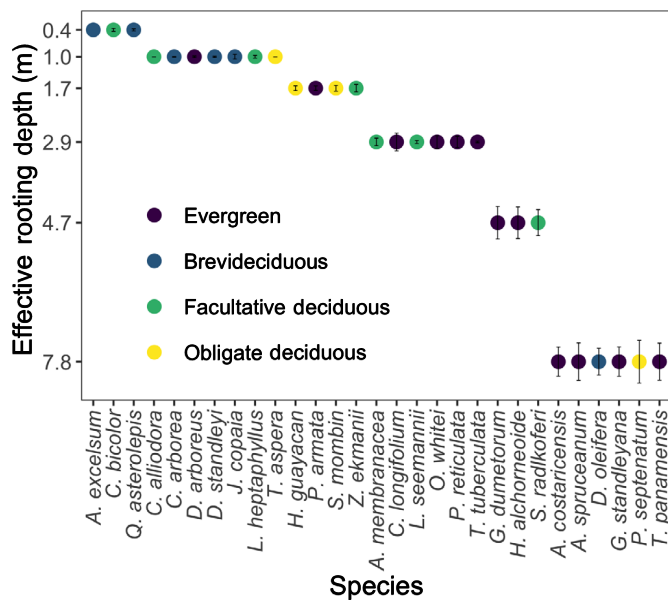 Effective rooting depth (m)
0.4
1.0
1.7
2.9
4.7
7.8
Evergreen
Brevideciduous
Facultative deciduous
Obligate deciduous
A. excelsum
C. bicolor
Q. asterolepis
C. alliodora
C. arborea
D. arboreus
D. standleyi
J. copaia
L. heptaphyllus
T. aspera
H. guayacan
P. armata
S. mombin
Z. ekmanii
A. membranacea
C. longifolium
L. seemannii
O. whitei
P. reticulata
T. tuberculata
G. dumetorum
H. alchorneoide
S. radlkoferi
A. costaricensis
A. spruceanum
D. oleifera
G. standleyana
P. septenatum
T. panamensis
Species